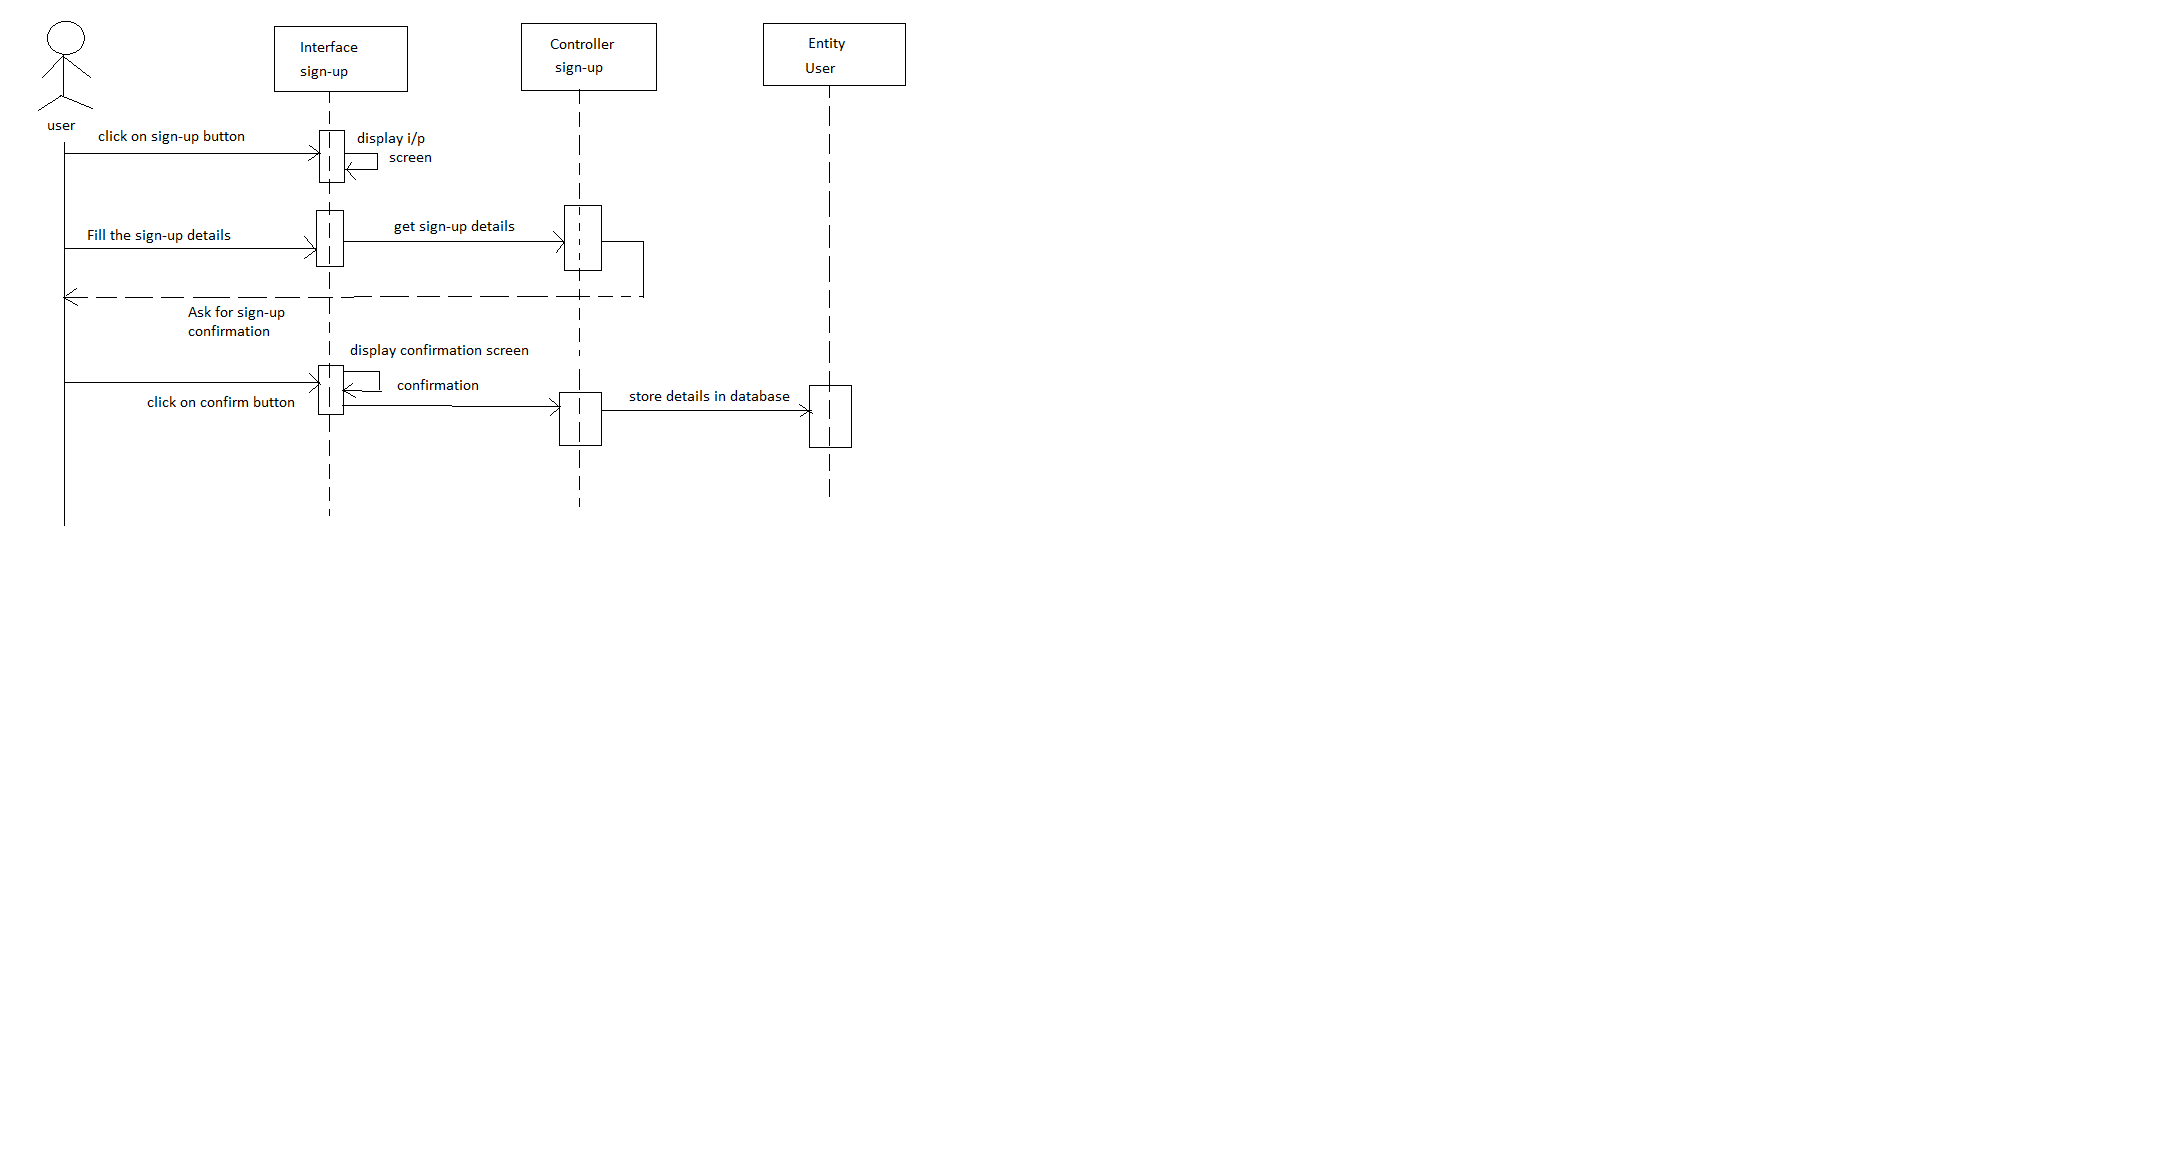 Interface
sign-up
Controller
sign-up
Entity
User
user
click on sign-up button
display i/p
screen
Fill the sign-up details
get sign-up details
Ask for sign-up
confirmation
display confirmation screen
confirmation
click on confirm button
store details in database